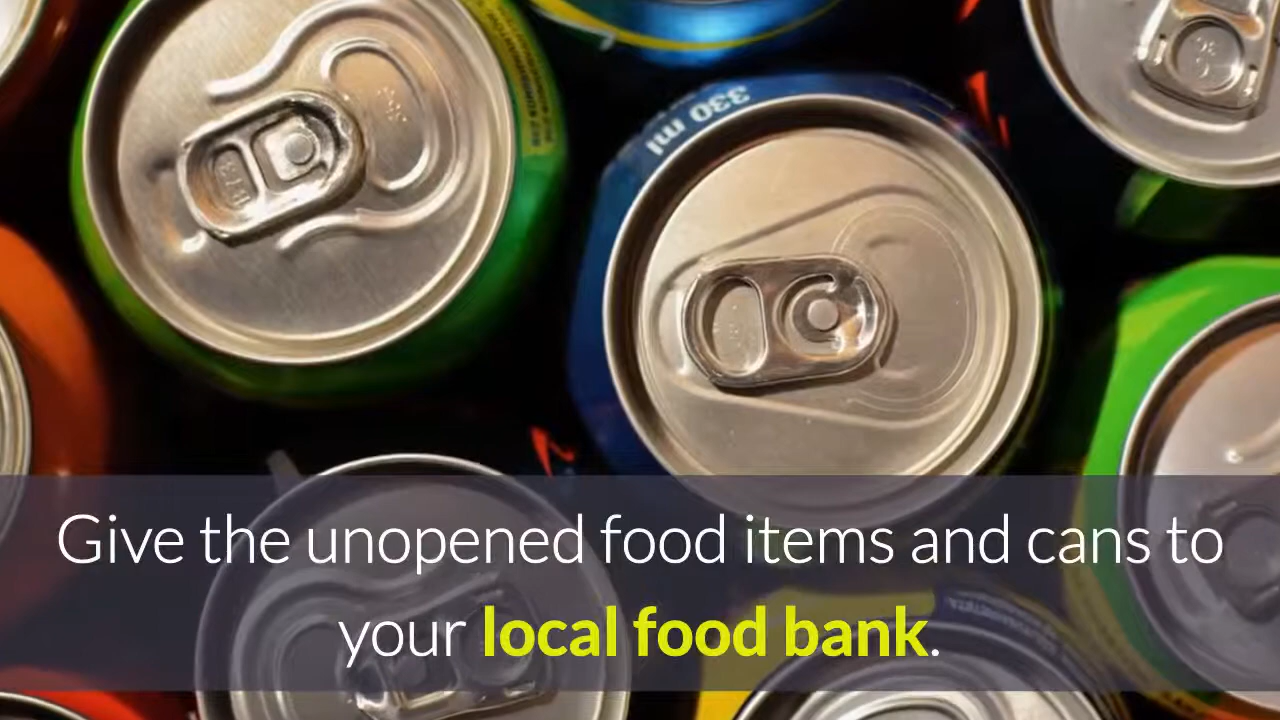 330 ml
Give the unopened food items and cans to
your local food bank.